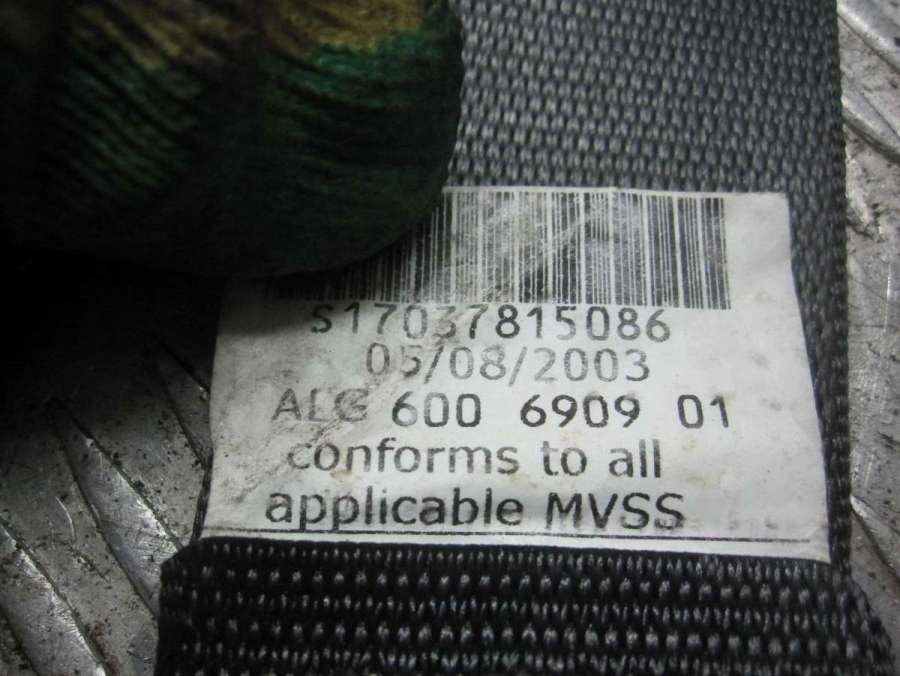 S17037815086
05/08/2003
ALG 600 6909 01
conforms to all
applicable MVSS